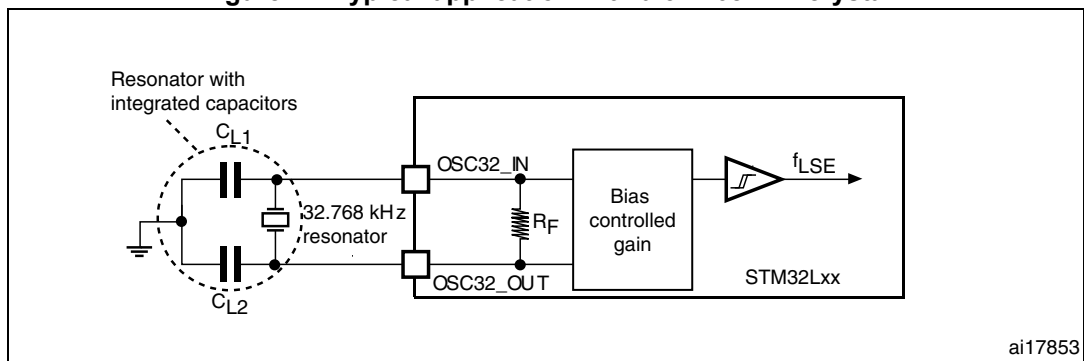 Resonator with
integrated capacitors
CL1
OSC32_IN
fLSE
32.768 kHz
resonator
RF
Bias
controlled
gain
OSC32_OUT
STM32Lxx
CL2
ai17853